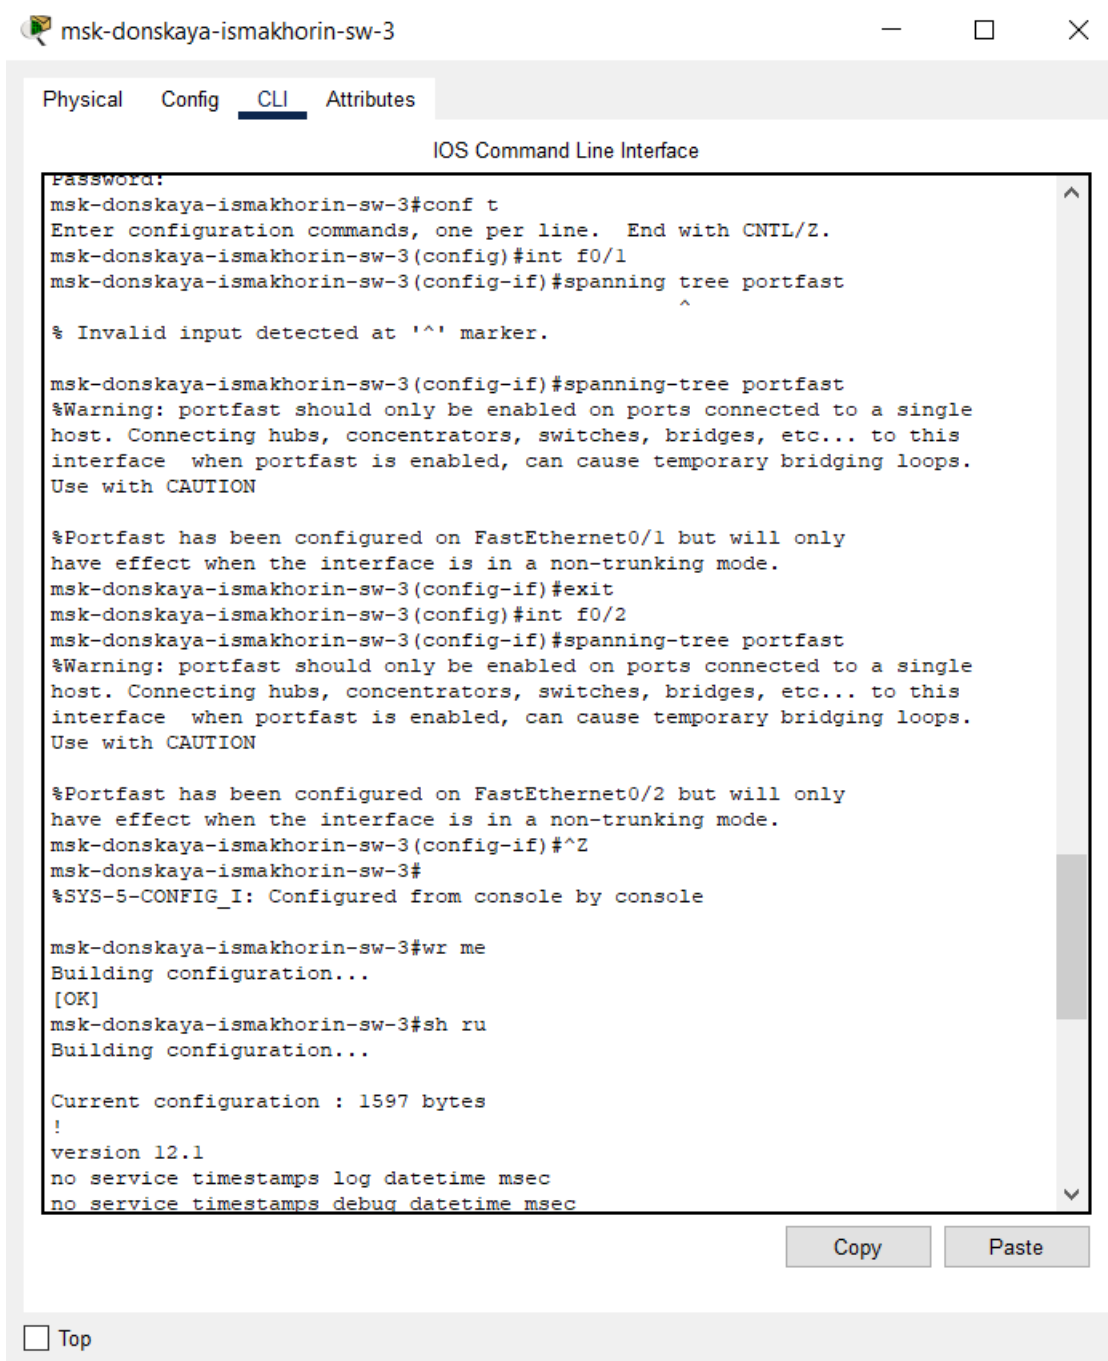 msk-donskaya-ismakhorin-sw-3
Physical Config CLI Attributes
IOS Command Line Interface
Password:
msk-donskaya-ismakhorin-sw-3#conf t
Enter configuration commands, one per line.  End with CNTL/Z.
msk-donskaya-ismakhorin-sw-3(config)#int f0/1
msk-donskaya-ismakhorin-sw-3(config-if)#spanning tree portfast
^
% Invalid input detected at '^' marker.
msk-donskaya-ismakhorin-sw-3(config-if)#spanning-tree portfast
%Warning: portfast should only be enabled on ports connected to a single
host. Connecting hubs, concentrators, switches, bridges, etc... to this
interface  when portfast is enabled, can cause temporary bridging loops.
Use with CAUTION
%Portfast has been configured on FastEthernet0/1 but will only
have effect when the interface is in a non-trunking mode.
msk-donskaya-ismakhorin-sw-3(config-if)#exit
msk-donskaya-ismakhorin-sw-3(config)#int f0/2
msk-donskaya-ismakhorin-sw-3(config-if)#spanning-tree portfast
%Warning: portfast should only be enabled on ports connected to a single
host. Connecting hubs, concentrators, switches, bridges, etc... to this
interface  when portfast is enabled, can cause temporary bridging loops.
Use with CAUTION
%Portfast has been configured on FastEthernet0/2 but will only
have effect when the interface is in a non-trunking mode.
msk-donskaya-ismakhorin-sw-3(config-if)#^Z
msk-donskaya-ismakhorin-sw-3#
%SYS-5-CONFIG_I: Configured from console by console
msk-donskaya-ismakhorin-sw-3#wr me
Building configuration...
[OK]
msk-donskaya-ismakhorin-sw-3#sh ru
Building configuration...
Current configuration : 1597 bytes
!
version 12.1
no service timestamps log datetime msec
no service timestamps debug datetime msec
Copy Paste
Top